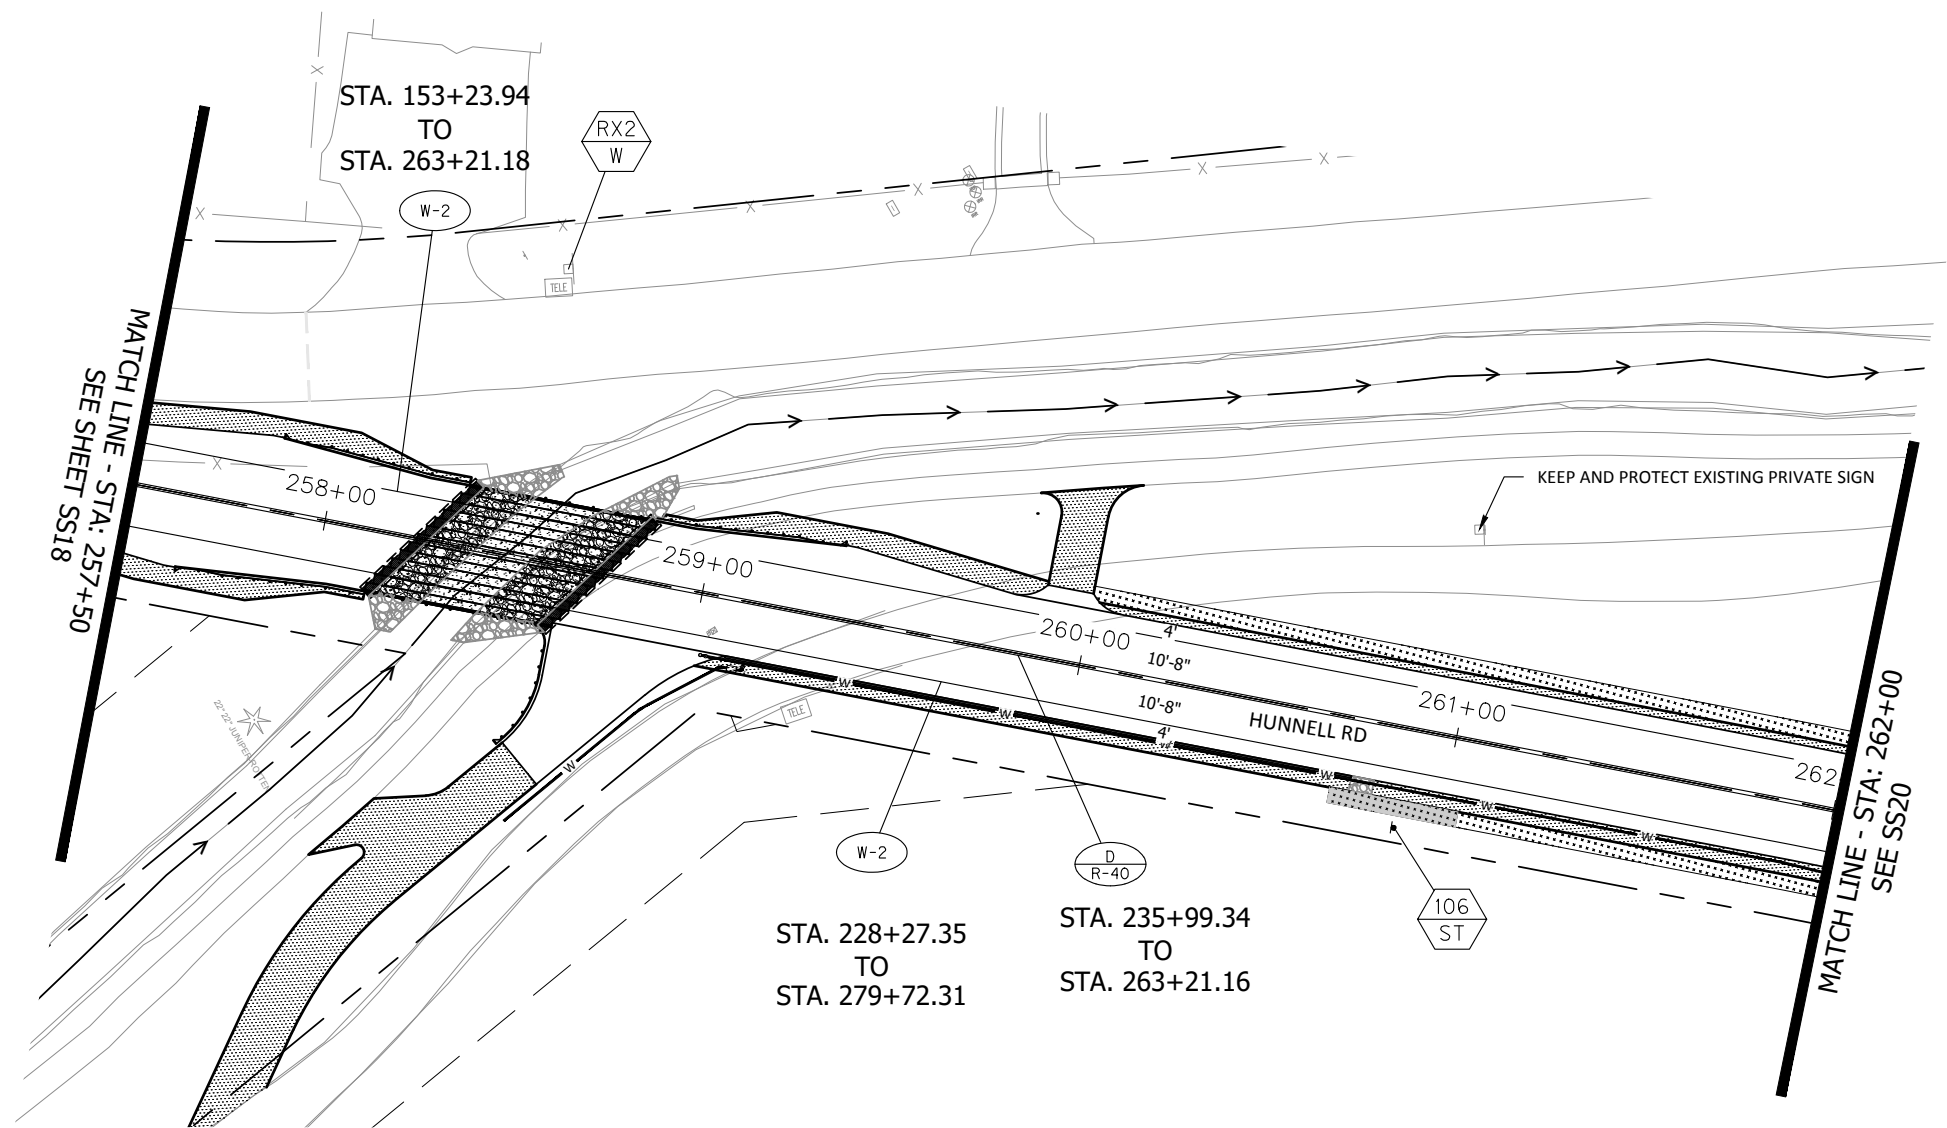 STA. 153+23.94
TO
STA. 263+21.18
RX2
W
W-2
TELE
MATCH LINE - STA: 257+50
SEE SHEET SS18
258+00
KEEP AND PROTECT EXISTING PRIVATE SIGN
259+00
260+00
4'
10'-8"
10'-8"
4'
HUNNELL RD
261+00
262
TELE
W
W
W
W
W
W
W-2
D
R-40
106
ST
STA. 228+27.35
TO
STA. 279+72.31
STA. 235+99.34
TO
STA. 263+21.16
MATCH LINE - STA: 262+00
SEE SS20